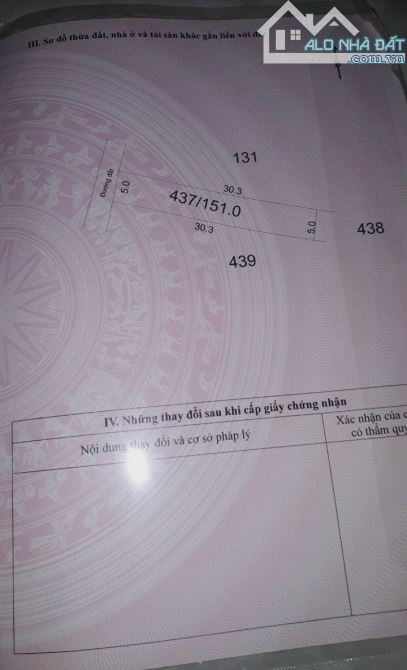 ALO NHÀ ĐẤT
.com.vn
III. Sơ đồ thửa đất, nhà ở và tài sản khác gắn liền với
131
Đường đất
5.0
30.3
437/151.0
30.3
5.0
438
439
IV. Những thay đổi sau khi cấp giấy chứng nhận
Nội dung thay đổi và cơ sở pháp lý
Xác nhận của
có thẩm quy